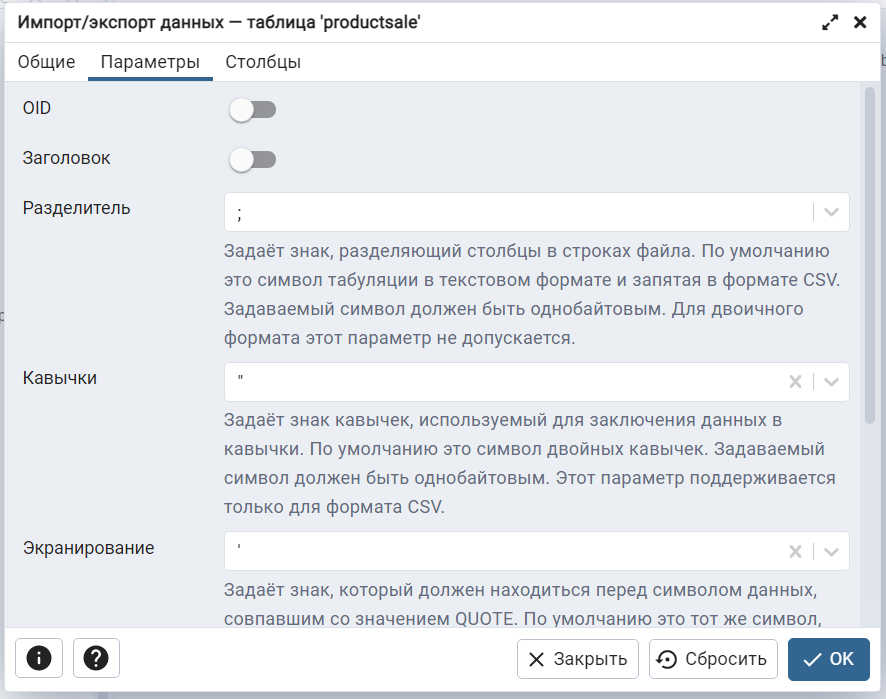 Импорт/экспорт данных — таблица 'productsale'
Общие Параметры Столбцы
OID
Заголовок
Разделитель ;
Задаёт знак, разделяющий столбцы в строках файла. По умолчанию
это символ табуляции в текстовом формате и запятая в формате CSV.
Задаваемый символ должен быть однобайтовым. Для двоичного
формата этот параметр не допускается.
Кавычки "
Задаёт знак кавычек, используемый для заключения данных в
кавычки. По умолчанию это символ двойных кавычек. Задаваемый
символ должен быть однобайтовым. Этот параметр поддерживается
только для формата CSV.
Экранирование '
Задаёт знак, который должен находиться перед символом данных,
совпавшим со значением QUOTE. По умолчанию это тот же символ,
Закрыть Сбросить OK